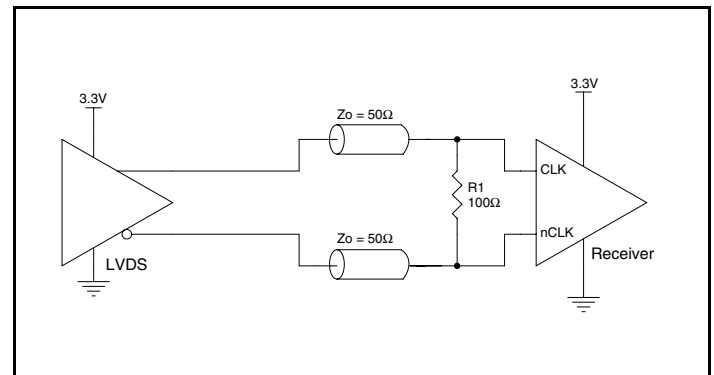 3.3V
3.3V
Zo = 50Ω
CLK
R1
100Ω
Zo = 50Ω
nCLK
LVDS
Receiver